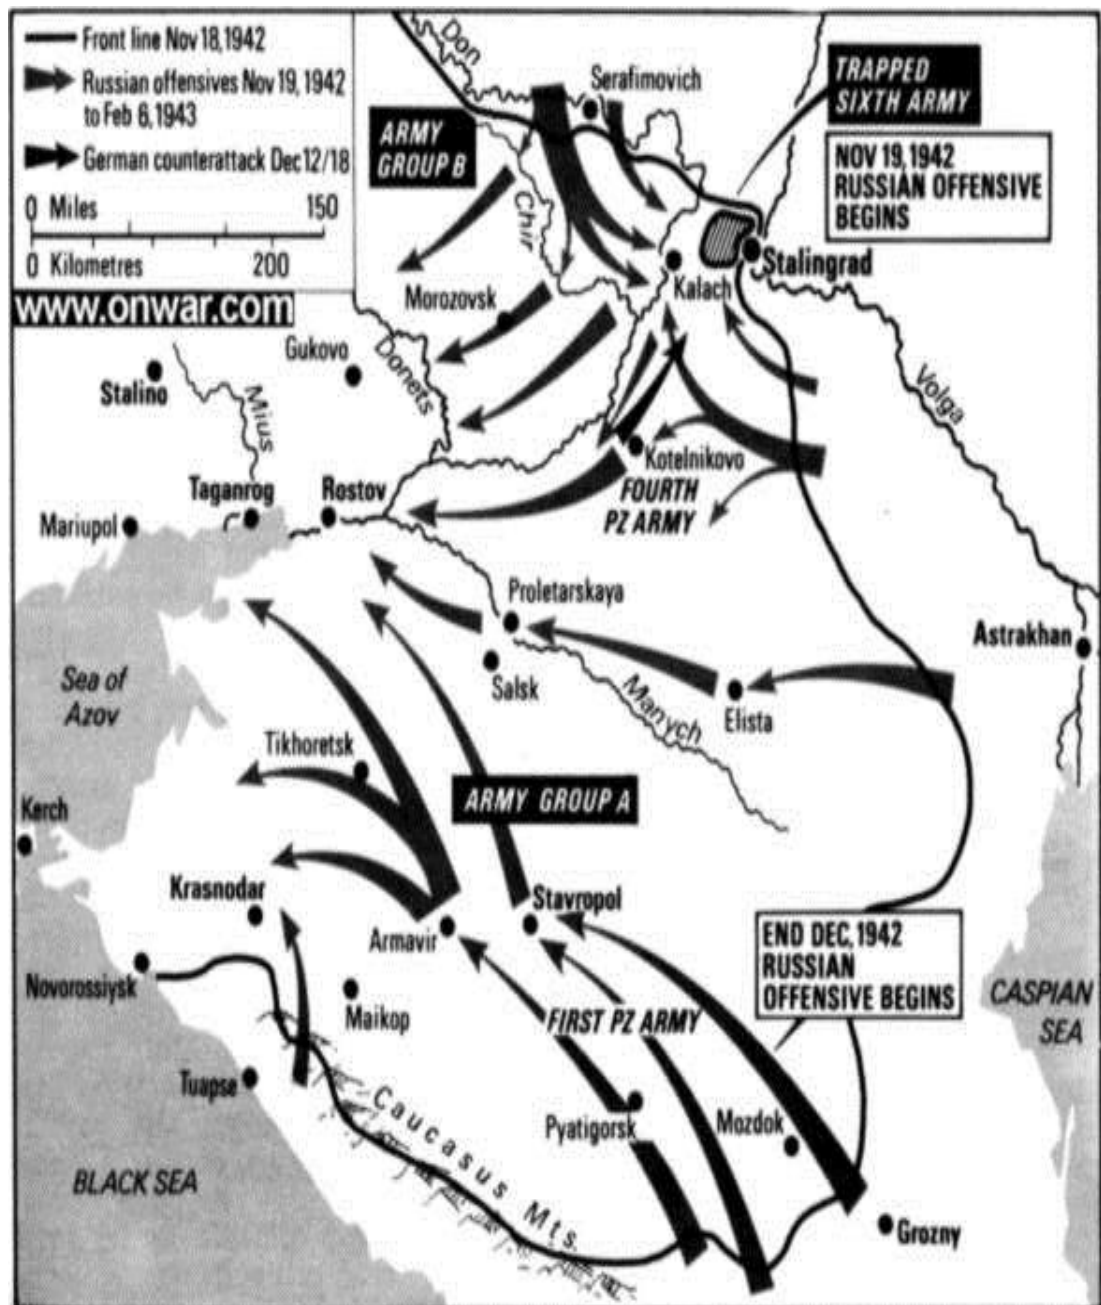 Front line Nov 18, 1942
Russian offensives Nov 19, 1942
to Feb 6, 1943
German counterattack Dec 12/18
0 Miles 150
0 Kilometres 200
www.onwar.com
Don
Serafimovich
TRAPPED
SIXTH ARMY
ARMY
GROUP B
NOV 19, 1942
RUSSIAN OFFENSIVE
BEGINS
Chir
Stalingrad
Kalach
Morozovsk
Gukovo
Donets
Stalino
Mius
Volga
Kotelnikovo
FOURTH
PZ ARMY
Taganrog
Rostov
Mariupol
Proletarskaya
Astrakhan
Salsk
Sea of
Azov
Manych
Elista
Tikhoretsk
ARMY GROUP A
Kerch
Krasnodar
Stavropol
Armavir
END DEC, 1942
RUSSIAN
OFFENSIVE BEGINS
Novorossiysk
Maikop
FIRST PZ ARMY
CASPIAN
SEA
Tuapse
Caucasus Mts.
Pyatigorsk
Mozdok
BLACK SEA
Grozny